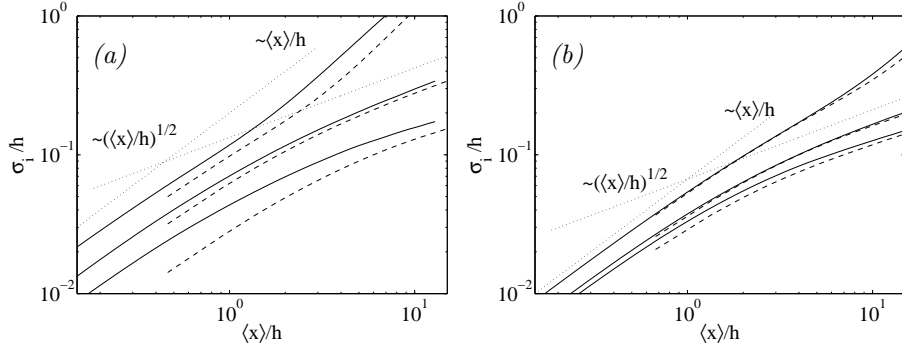 (a)
10^0
10^{-1}
10^{-2}
σ_i/h
~⟨x⟩/h
~(⟨x⟩/h)^{1/2}
10^0
10^1
⟨x⟩/h
(b)
10^0
10^{-1}
10^{-2}
σ_i/h
~⟨x⟩/h
~(⟨x⟩/h)^{1/2}
10^0
10^1
⟨x⟩/h